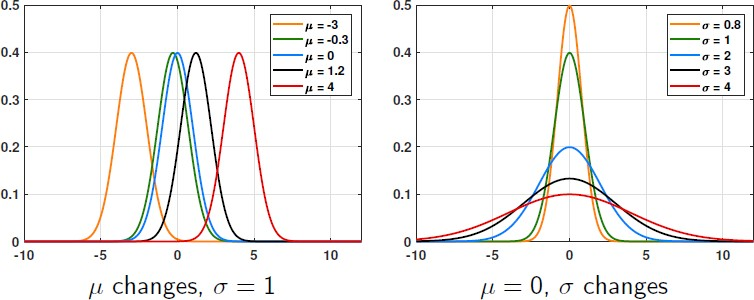 0.5
0.4
0.3
0.2
0.1
0
-10 -5 0 5 10
μ = -3
μ = -0.3
μ = 0
μ = 1.2
μ = 4
μ changes, σ = 1
0.5
0.4
0.3
0.2
0.1
0
-10 -5 0 5 10
σ = 0.8
σ = 1
σ = 2
σ = 3
σ = 4
μ = 0, σ changes